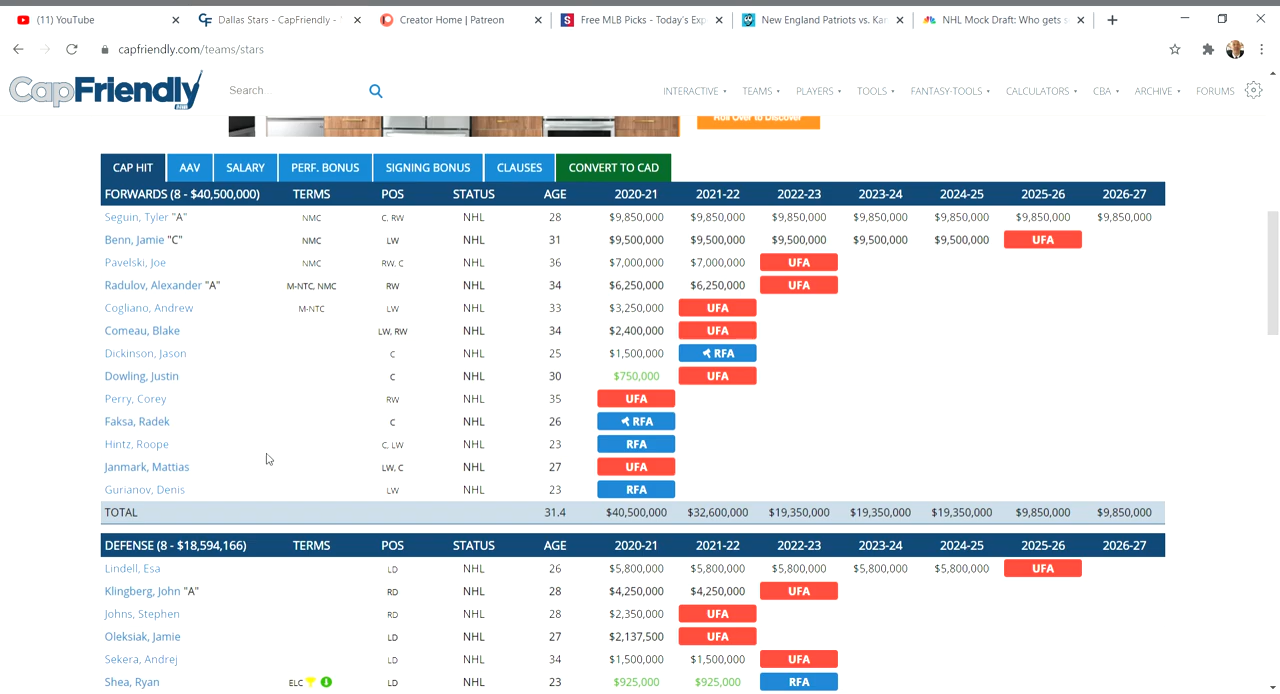 (11) YouTube Dallas Stars - CapFriendly - Creator Home | Patreon Free MLB Picks - Today's Exp New England Patriots vs. Kan NHL Mock Draft: Who gets s
capfriendly.com/teams/stars
CapFriendly Search... INTERACTIVE TEAMS PLAYERS TOOLS FANTASY-TOOLS CALCULATORS CBA ARCHIVE FORUMS
Roll Over to Discover
CAP HIT AAV SALARY PERF. BONUS SIGNING BONUS CLAUSES CONVERT TO CAD
FORWARDS (8 - $40,500,000) TERMS POS STATUS AGE 2020-21 2021-22 2022-23 2023-24 2024-25 2025-26 2026-27
Seguin, Tyler "A" NMC C, RW NHL 28 $9,850,000 $9,850,000 $9,850,000 $9,850,000 $9,850,000 $9,850,000 $9,850,000
Benn, Jamie "C" NMC LW NHL 31 $9,500,000 $9,500,000 $9,500,000 $9,500,000 $9,500,000 UFA
Pavelski, Joe NMC RW, C NHL 36 $7,000,000 $7,000,000 UFA
Radulov, Alexander "A" M-NTC, NMC RW NHL 34 $6,250,000 $6,250,000 UFA
Cogliano, Andrew M-NTC LW NHL 33 $3,250,000 UFA
Comeau, Blake LW, RW NHL 34 $2,400,000 UFA
Dickinson, Jason C NHL 25 $1,500,000 RFA
Dowling, Justin C NHL 30 $750,000 UFA
Perry, Corey RW NHL 35 UFA
Faksa, Radek C NHL 26 RFA
Hintz, Roope C, LW NHL 23 RFA
Janmark, Mattias LW, C NHL 27 UFA
Gurianov, Denis LW NHL 23 RFA
TOTAL 31.4 $40,500,000 $32,600,000 $19,350,000 $19,350,000 $19,350,000 $9,850,000 $9,850,000
DEFENSE (8 - $18,594,166) TERMS POS STATUS AGE 2020-21 2021-22 2022-23 2023-24 2024-25 2025-26 2026-27
Lindell, Esa LD NHL 26 $5,800,000 $5,800,000 $5,800,000 $5,800,000 $5,800,000 UFA
Klingberg, John "A" RD NHL 28 $4,250,000 $4,250,000 UFA
Johns, Stephen RD NHL 28 $2,350,000 UFA
Oleksiak, Jamie LD NHL 27 $2,137,500 UFA
Sekera, Andrej LD NHL 34 $1,500,000 $1,500,000 UFA
Shea, Ryan ELC LD NHL 23 $925,000 $925,000 RFA